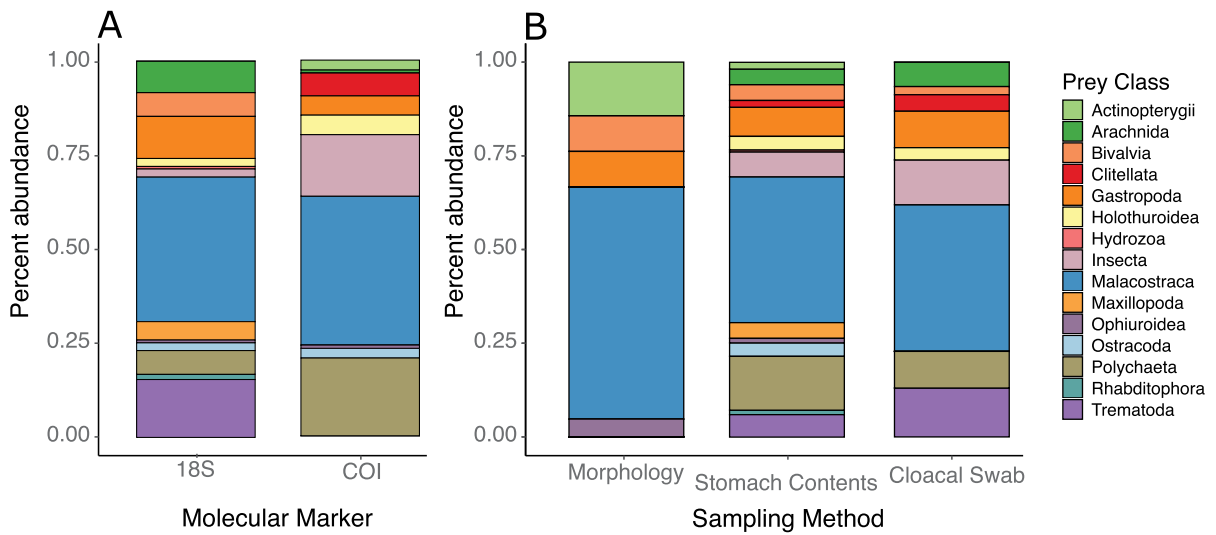 A
Percent abundance
1.00
0.75
0.50
0.25
0.00
18S
COI
Molecular Marker
B
Percent abundance
1.00
0.75
0.50
0.25
0.00
Morphology
Stomach Contents
Cloacal Swab
Sampling Method
Prey Class
Actinopterygii
Arachnida
Bivalvia
Clitellata
Gastropoda
Holothuroidea
Hydrozoa
Insecta
Malacostraca
Maxillopoda
Ophiuroidea
Ostracoda
Polychaeta
Rhabditophora
Trematoda